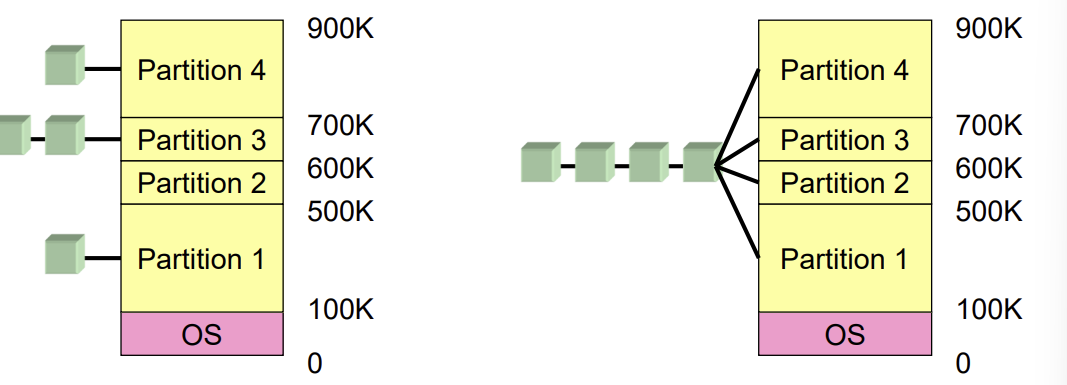 900K
Partition 4
700K
Partition 3
600K
Partition 2
500K
Partition 1
100K
OS
0
900K
Partition 4
700K
Partition 3
600K
Partition 2
500K
Partition 1
100K
OS
0